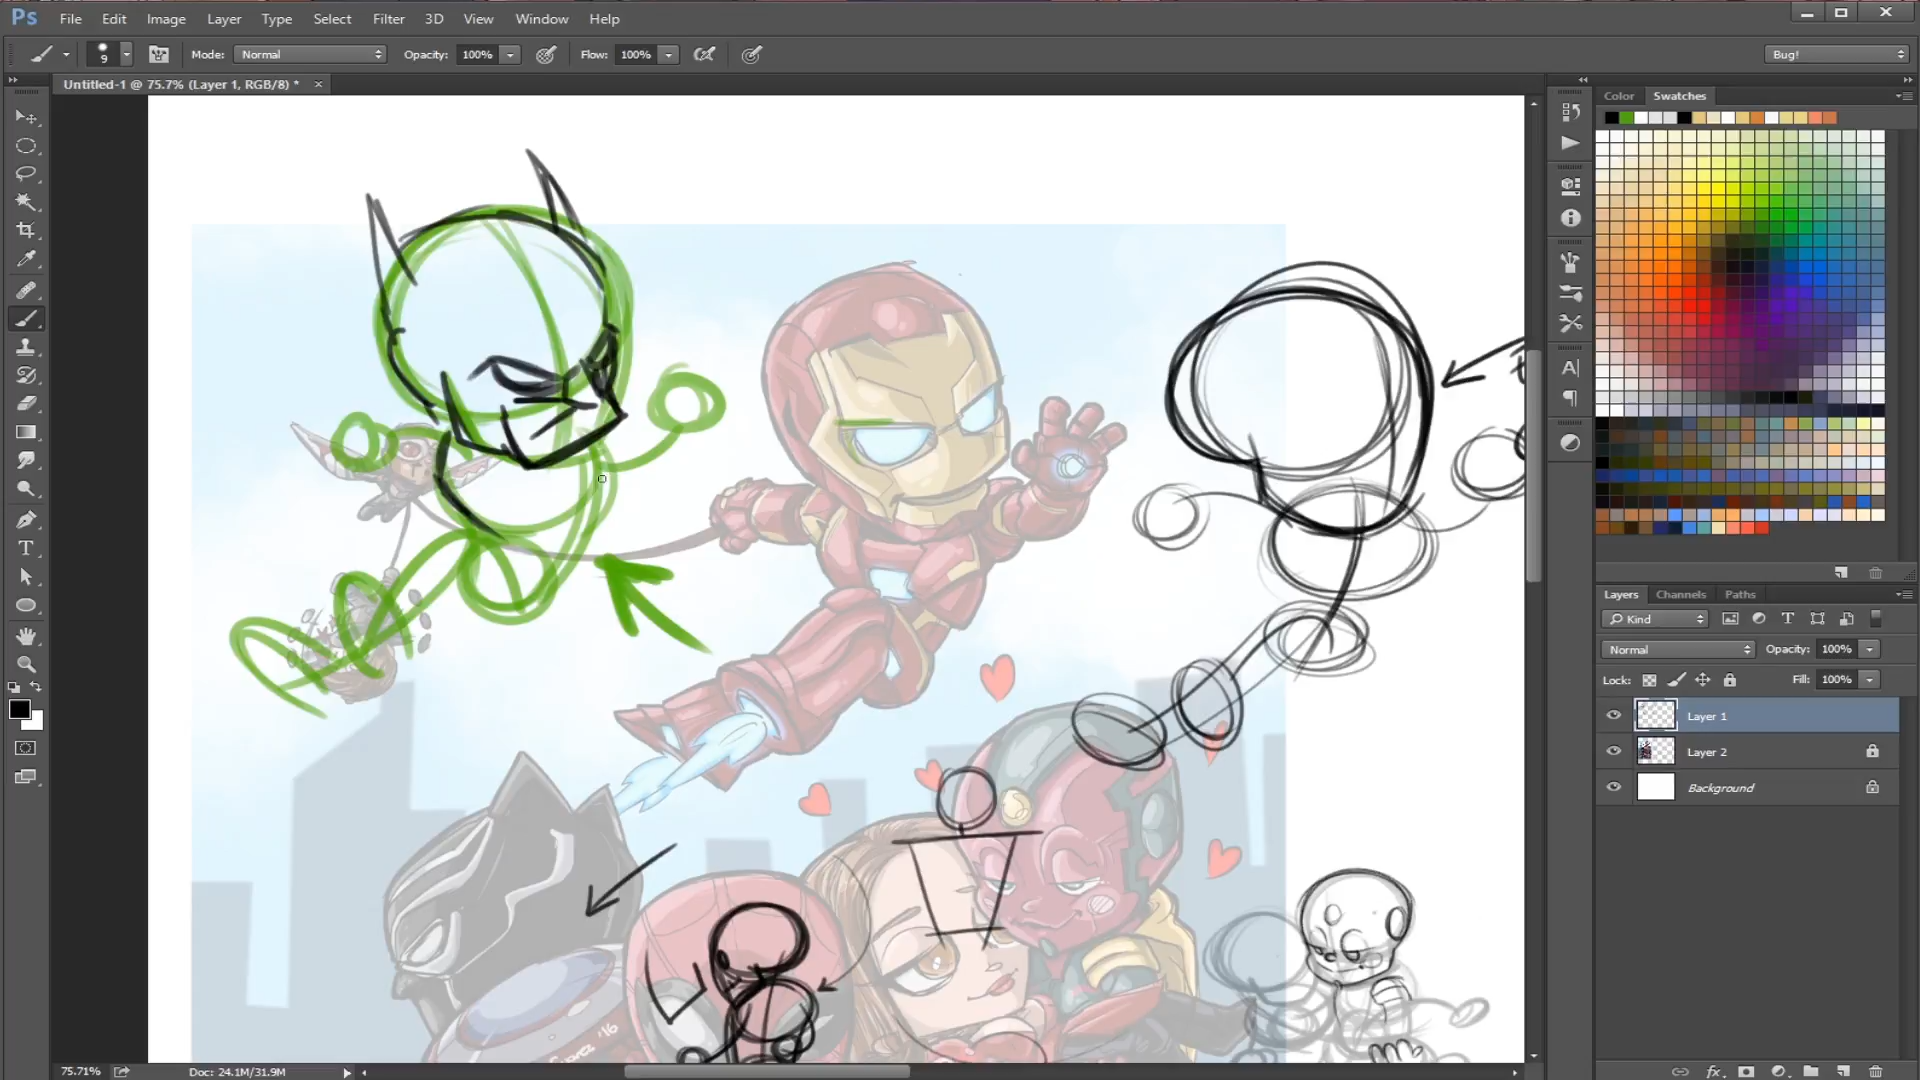 Ps File Edit Image Layer Type Select Filter 3D View Window Help
9 Mode: Normal Opacity: 100% Flow: 100% Bug!
Untitled-1 @ 75.7% (Layer 1, RGB/8) *
Color Swatches
Layers Channels Paths
Kind
Normal Opacity: 100%
Lock: Fill: 100%
Layer 1
Layer 2
Background
75.71% Doc: 24.1M/31.9M